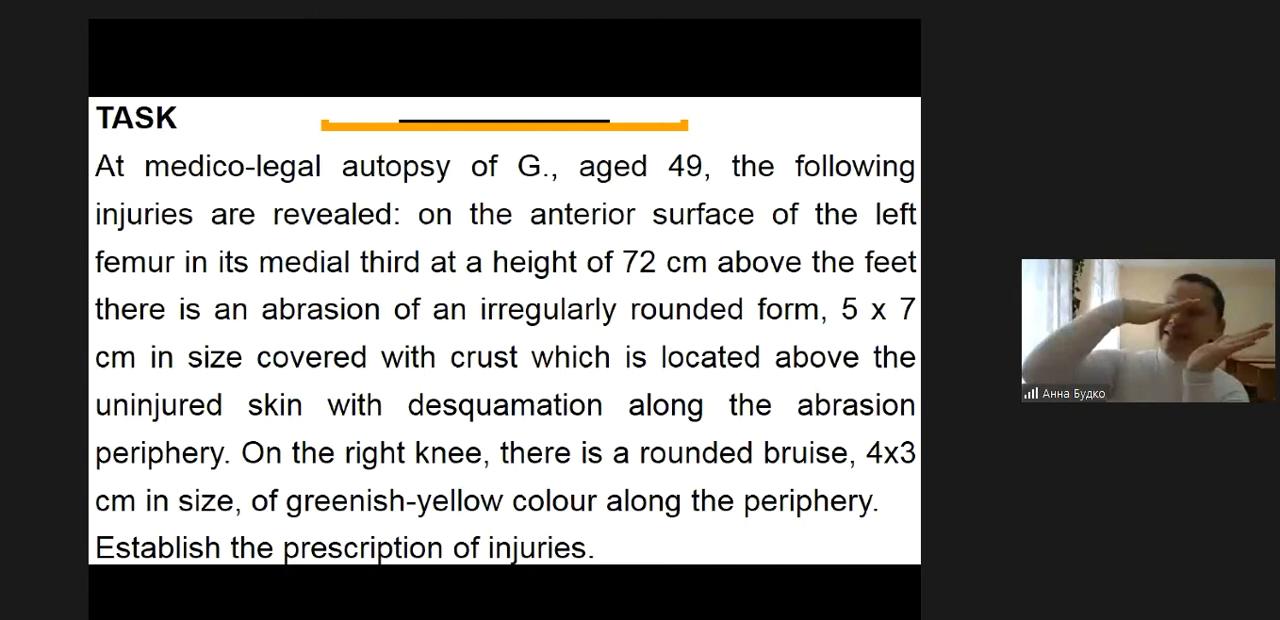 TASK
At medico-legal autopsy of G., aged 49, the following
injuries are revealed: on the anterior surface of the left
femur in its medial third at a height of 72 cm above the feet
there is an abrasion of an irregularly rounded form, 5 x 7
cm in size covered with crust which is located above the
uninjured skin with desquamation along the abrasion
periphery. On the right knee, there is a rounded bruise, 4x3
cm in size, of greenish-yellow colour along the periphery.
Establish the prescription of injuries.
Анна Будко